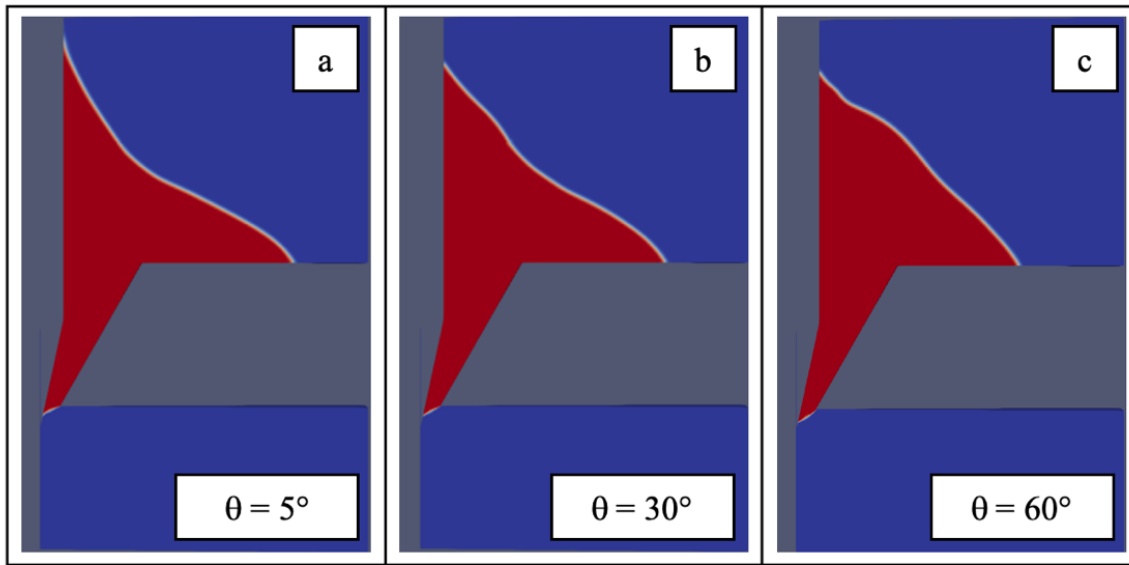 a
b
c
θ = 5°
θ = 30°
θ = 60°